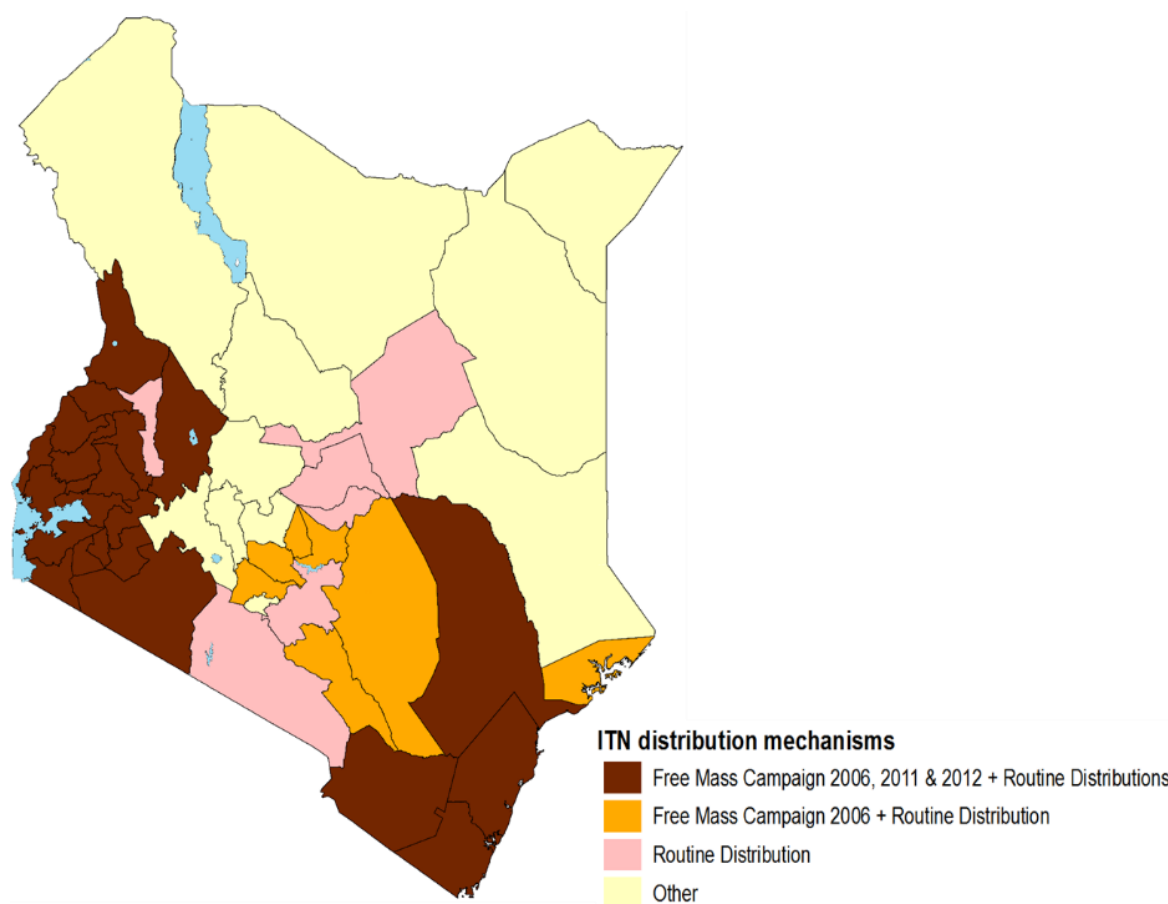 ITN distribution mechanisms
Free Mass Campaign 2006, 2011 & 2012 + Routine Distributions
Free Mass Campaign 2006 + Routine Distribution
Routine Distribution
Other